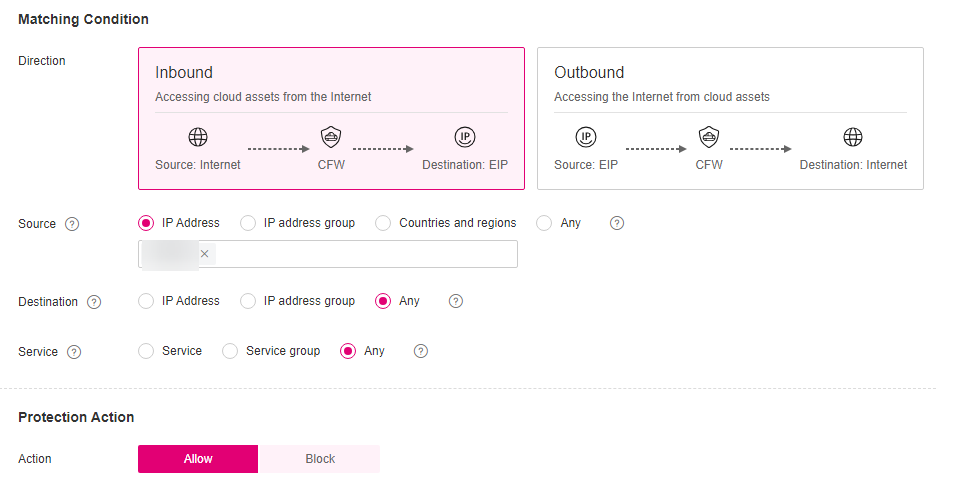 Matching Condition
Direction
Inbound
Accessing cloud assets from the Internet
IP
Source: Internet
CFW
Destination: EIP
Outbound
Accessing the Internet from cloud assets
IP
Source: EIP
CFW
Destination: Internet
Source ? IP Address IP address group Countries and regions Any ?
×
Destination ? IP Address IP address group Any ?
Service ? Service Service group Any ?
Protection Action
Action Allow Block